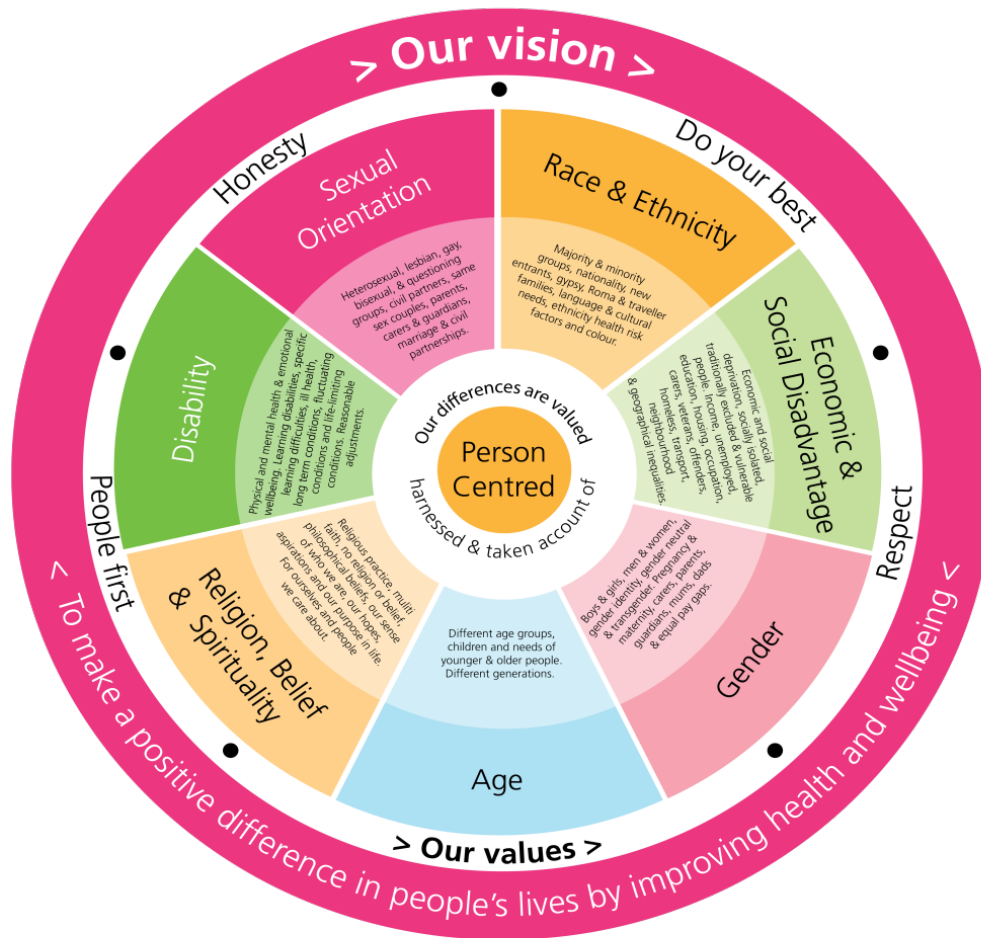 > Our vision >
< To make a positive difference in people's lives by improving health and wellbeing <
Honesty
Do your best
Respect
> Our values >
People first
Sexual
Orientation
Heterosexual, lesbian, gay,
bisexual, & questioning
groups, civil partners, same
sex couples, parents,
carers & guardians,
marriage & civil
partnerships.
Race & Ethnicity
Majority & minority
groups, nationality, new
entrants, gypsy, Roma & traveller
families, language & cultural
needs, ethnicity health risk
factors and colour.
Economic &
Social Disadvantage
Economic and social
deprivation, socially isolated,
traditionally excluded & vulnerable
people. Income, unemployed,
education, housing, occupation,
carers, veterans, offenders,
homeless, transport,
neighbourhood
& geographical inequalities.
Gender
Boys & girls, men & women,
gender identity, gender neutral
& transgender. Pregnancy &
maternity, carers, parents,
guardians, mums, dads
& equal pay gaps.
Age
Different age groups,
children and needs of
younger & older people.
Different generations.
Religion, Belief
& Spirituality
Religious practice, muliti
faith, no religion or belief,
philosophical beliefs, our sense
of who we are, our hopes,
aspirations and our purpose in life.
For ourselves and people
we care about.
Disability
Physical and mental health & emotional
wellbeing. Learning disabilities, specific
learning difficulties, ill health,
long term conditions, fluctuating
conditions and life-limiting
conditions. Reasonable
adjustments.
Our differences are valued
harnessed & taken account of
Person
Centred